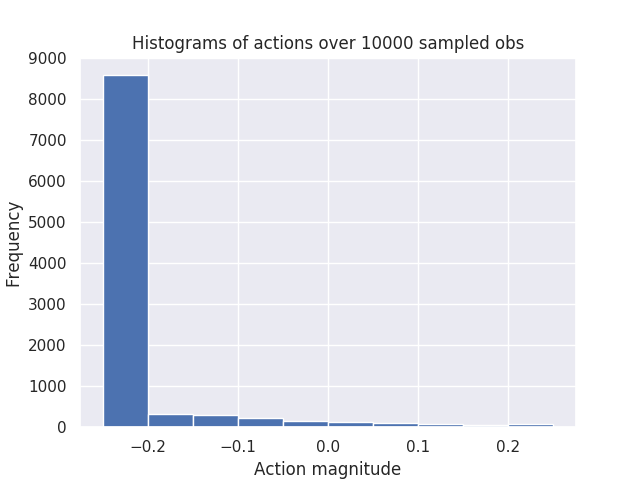 Histograms of actions over 10000 sampled obs
9000
8000
7000
6000
5000
4000
3000
2000
1000
0
Frequency
−0.2 −0.1 0.0 0.1 0.2
Action magnitude